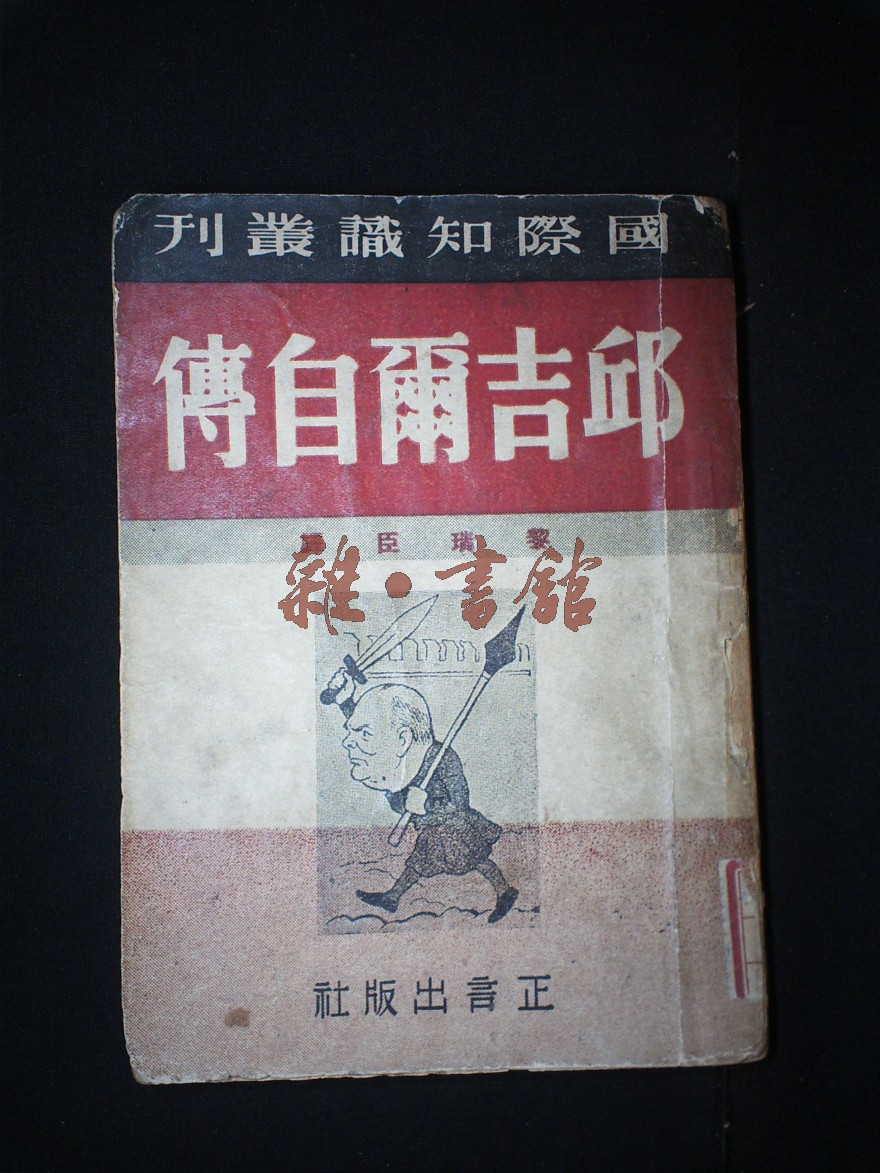 國際知識叢刊
邱吉爾自傳
黎瑞臣
雜·書館
正言出版社